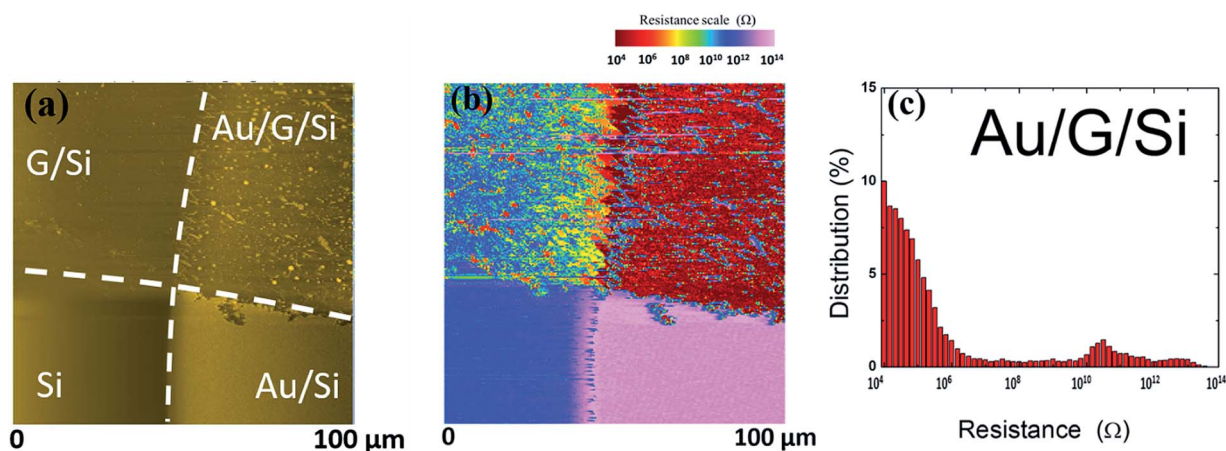 Resistance scale (Ω)
10⁴ 10⁶ 10⁸ 10¹⁰ 10¹² 10¹⁴
(a)
G/Si
Au/G/Si
Si
Au/Si
0 100 µm
(b)
0 100 µm
(c)
Au/G/Si
15
10
5
0
Distribution (%)
10⁴ 10⁶ 10⁸ 10¹⁰ 10¹² 10¹⁴
Resistance (Ω)